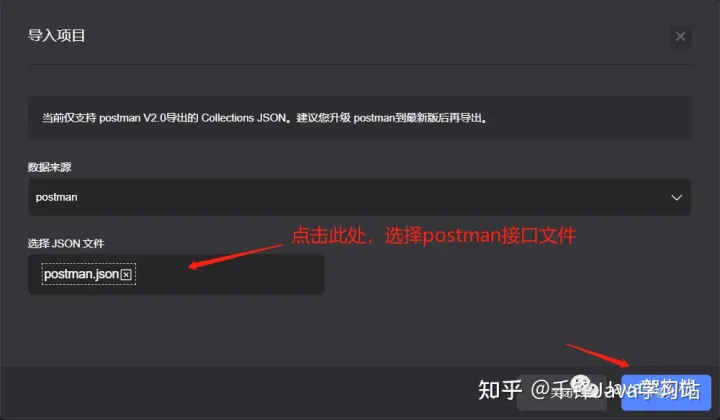 导入项目
当前仅支持 postman V2.0导出的 Collections JSON。建议您升级 postman到最新版后再导出。
数据来源
postman
点击此处，选择postman接口文件
选择 JSON 文件
postman.json
关闭
知乎 @千锋Java学习站